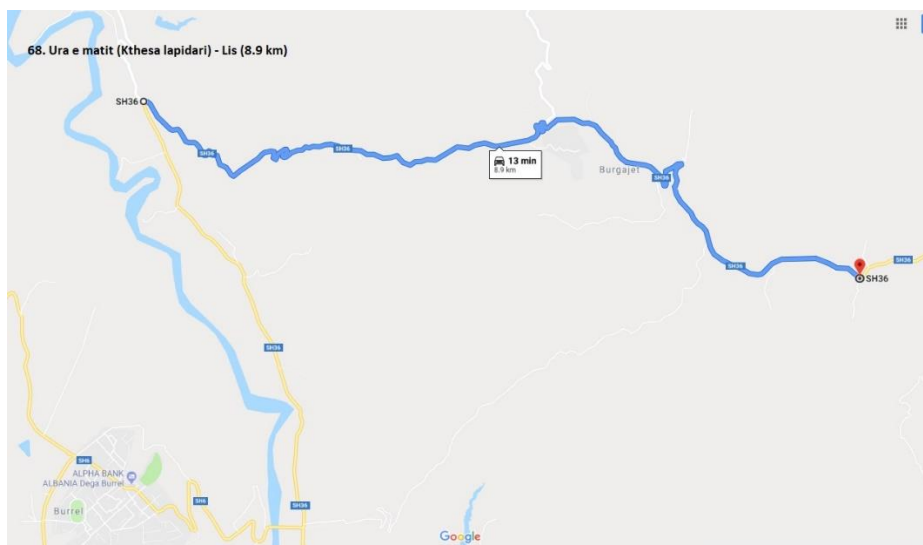 68. Ura e matit (Kthesa lapidari) - Lis (8.9 km)
SH36
SH36
SH36
13 min
8.9 km
Burgajet
SH36
SH36
SH36
SH36
SH36
SH6
ALPHA BANK
ALBANIA Dega Burrel
Burrel
SH6
SH36
Google